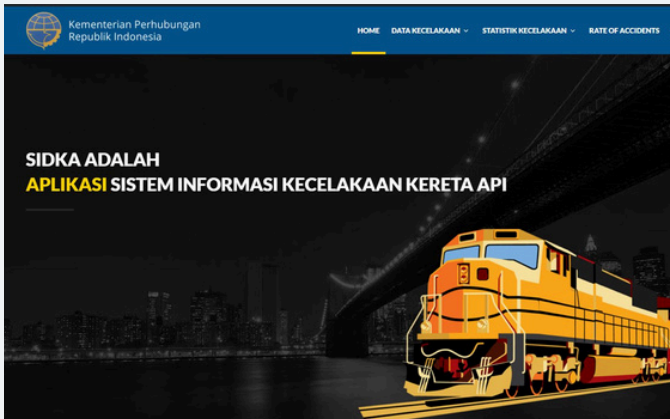 Kementerian Perhubungan
Republik Indonesia
HOME DATA KECELAKAAN STATISTIK KECELAKAAN RATE OF ACCIDENTS
SIDKA ADALAH
APLIKASI SISTEM INFORMASI KECELAKAAN KERETA API